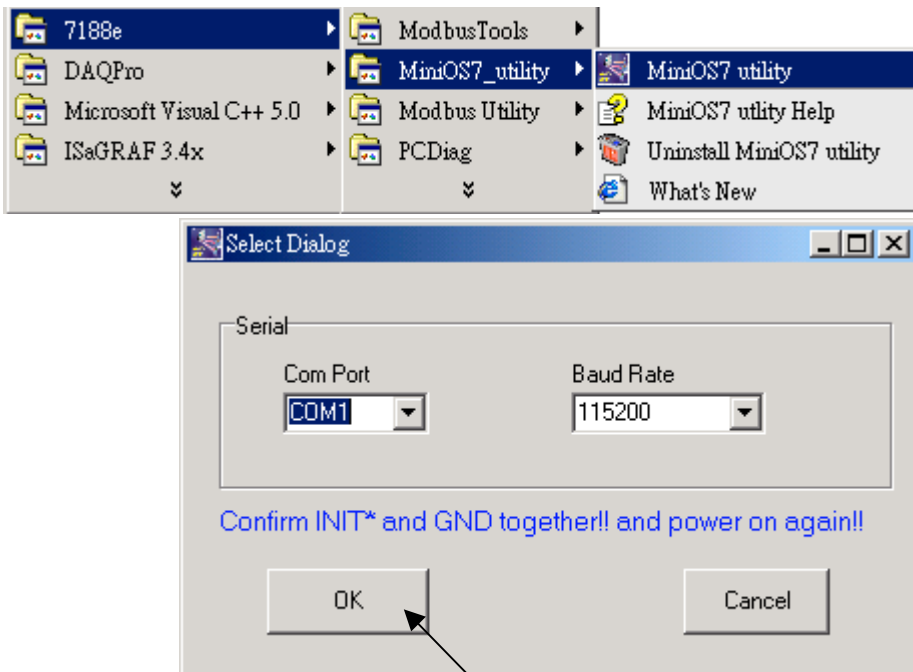 7188e
DAQPro
Microsoft Visual C++ 5.0
ISaGRAF 3.4x
ModbusTools
MiniOS7_utility
Modbus Utility
PCDiag
MiniOS7 utility
MiniOS7 utlity Help
Uninstall MiniOS7 utility
What's New
Select Dialog
Serial
Com Port
Baud Rate
COM1
115200
Confirm INIT* and GND together!! and power on again!!
OK
Cancel